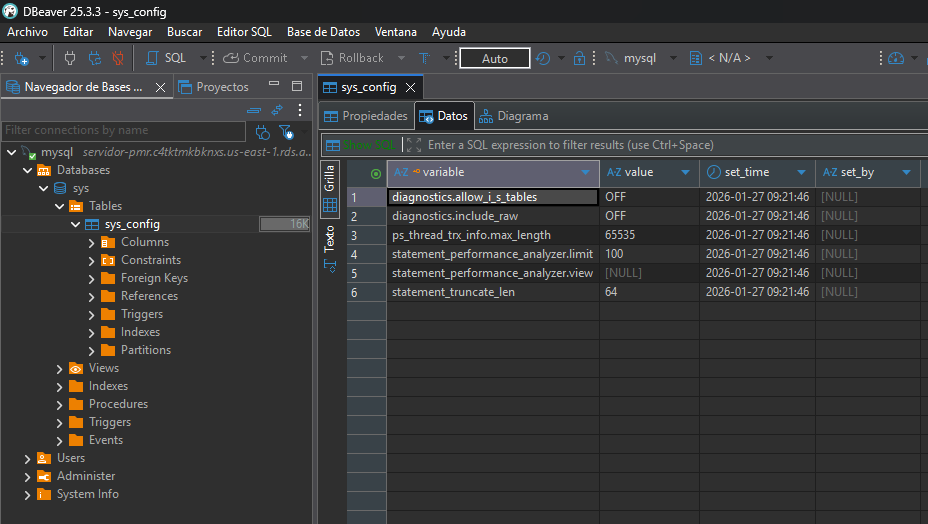 DBeaver 25.3.3 - sys_config
Archivo Editar Navegar Buscar Editor SQL Base de Datos Ventana Ayuda
SQL Commit Rollback T Auto mysql < N/A >
Navegador de Bases ... Proyectos
Filter connections by name
mysql servidor-pmr.c4tktmkbknxs.us-east-1.rds.a...
Databases
sys
Tables
sys_config 16K
Columns
Constraints
Foreign Keys
References
Triggers
Indexes
Partitions
Views
Indexes
Procedures
Triggers
Events
Users
Administer
System Info
sys_config
Propiedades Datos Diagrama
Show SQL Enter a SQL expression to filter results (use Ctrl+Space)
Grilla
Texto
A-Z variable A-Z value set_time A-Z set_by
1 diagnostics.allow_i_s_tables OFF 2026-01-27 09:21:46 [NULL]
2 diagnostics.include_raw OFF 2026-01-27 09:21:46 [NULL]
3 ps_thread_trx_info.max_length 65535 2026-01-27 09:21:46 [NULL]
4 statement_performance_analyzer.limit 100 2026-01-27 09:21:46 [NULL]
5 statement_performance_analyzer.view [NULL] 2026-01-27 09:21:46 [NULL]
6 statement_truncate_len 64 2026-01-27 09:21:46 [NULL]